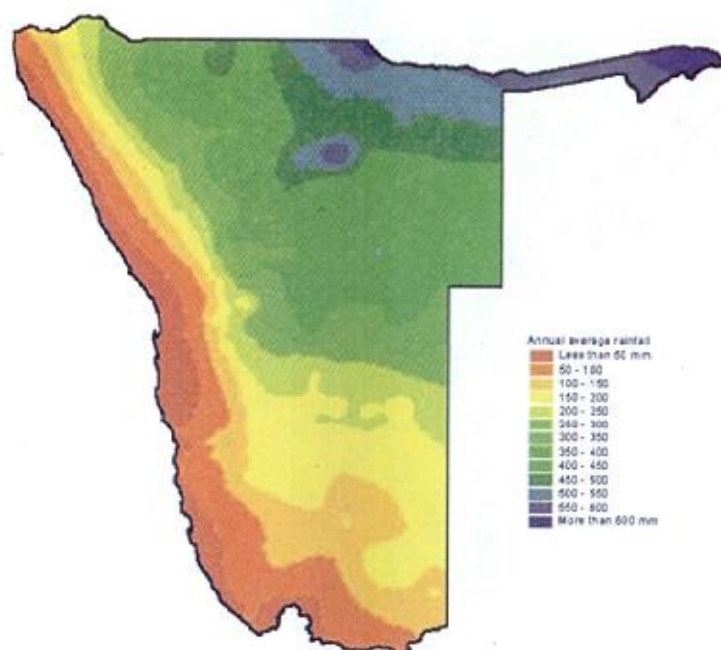 Annual average rainfall
Less than 50 mm
50 - 100
100 - 150
150 - 200
200 - 250
250 - 300
300 - 350
350 - 400
400 - 450
450 - 500
500 - 550
550 - 600
More than 600 mm